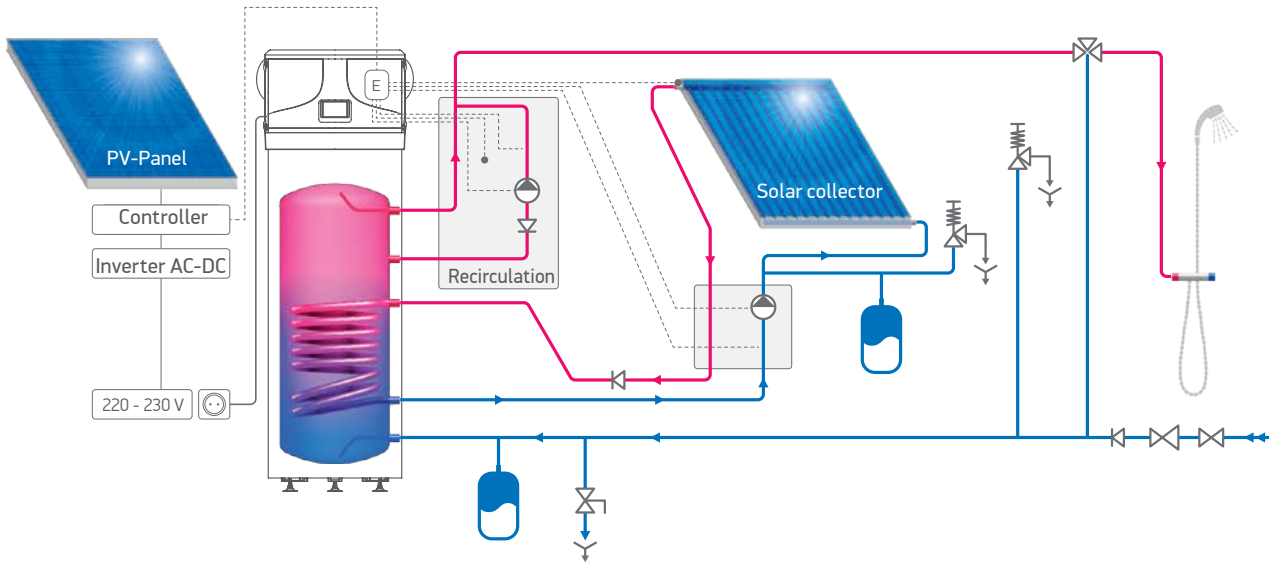 PV-Panel
Controller
Inverter AC-DC
220 - 230 V
E
Recirculation
Solar collector